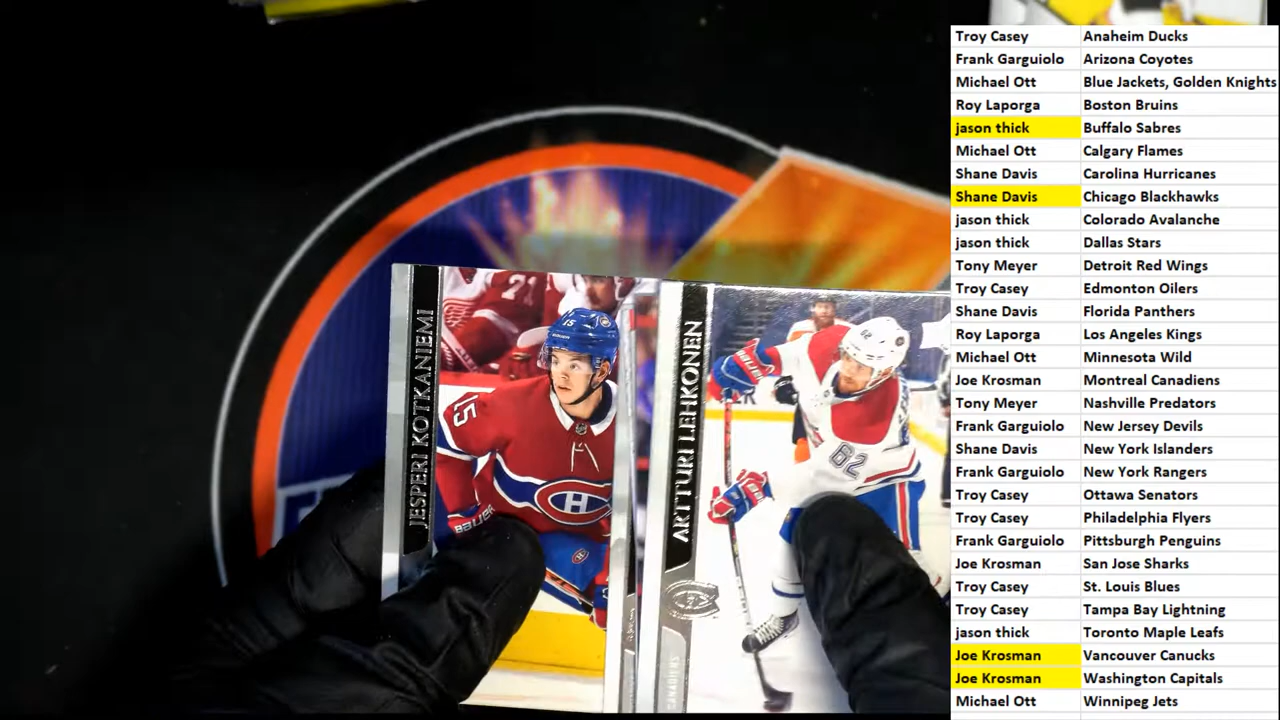 Troy Casey Anaheim Ducks
Frank Garguiolo Arizona Coyotes
Michael Ott Blue Jackets, Golden Knights
Roy Laporga Boston Bruins
jason thick Buffalo Sabres
Michael Ott Calgary Flames
Shane Davis Carolina Hurricanes
Shane Davis Chicago Blackhawks
jason thick Colorado Avalanche
jason thick Dallas Stars
Tony Meyer Detroit Red Wings
Troy Casey Edmonton Oilers
Shane Davis Florida Panthers
Roy Laporga Los Angeles Kings
Michael Ott Minnesota Wild
Joe Krosman Montreal Canadiens
Tony Meyer Nashville Predators
Frank Garguiolo New Jersey Devils
Shane Davis New York Islanders
Frank Garguiolo New York Rangers
Troy Casey Ottawa Senators
Troy Casey Philadelphia Flyers
Frank Garguiolo Pittsburgh Penguins
Joe Krosman San Jose Sharks
Troy Casey St. Louis Blues
Troy Casey Tampa Bay Lightning
jason thick Toronto Maple Leafs
Joe Krosman Vancouver Canucks
Joe Krosman Washington Capitals
Michael Ott Winnipeg Jets
JESPERI KOTKANIEMI
71
15
15
BAUER
ARTTURI LEHKONEN
62
62
CANADIENS